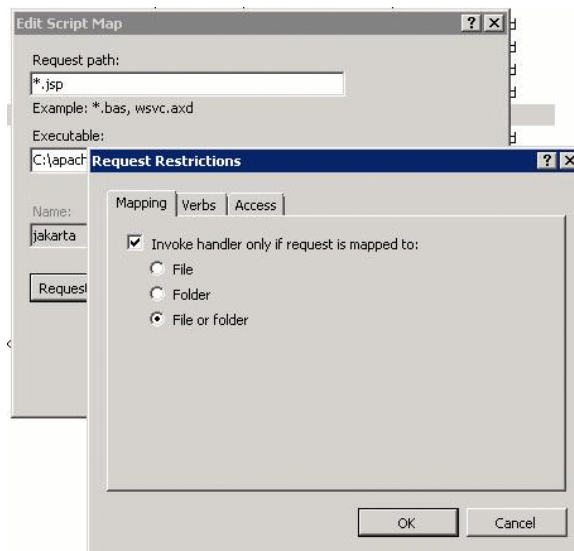 Edit Script Map
Request path:
*.jsp
Example: *.bas, wsvc.axd
Executable:
C:\apach
Request Restrictions
Name:
jakarta
Request
Mapping
Verbs
Access
Invoke handler only if request is mapped to:
File
Folder
File or folder
OK
Cancel